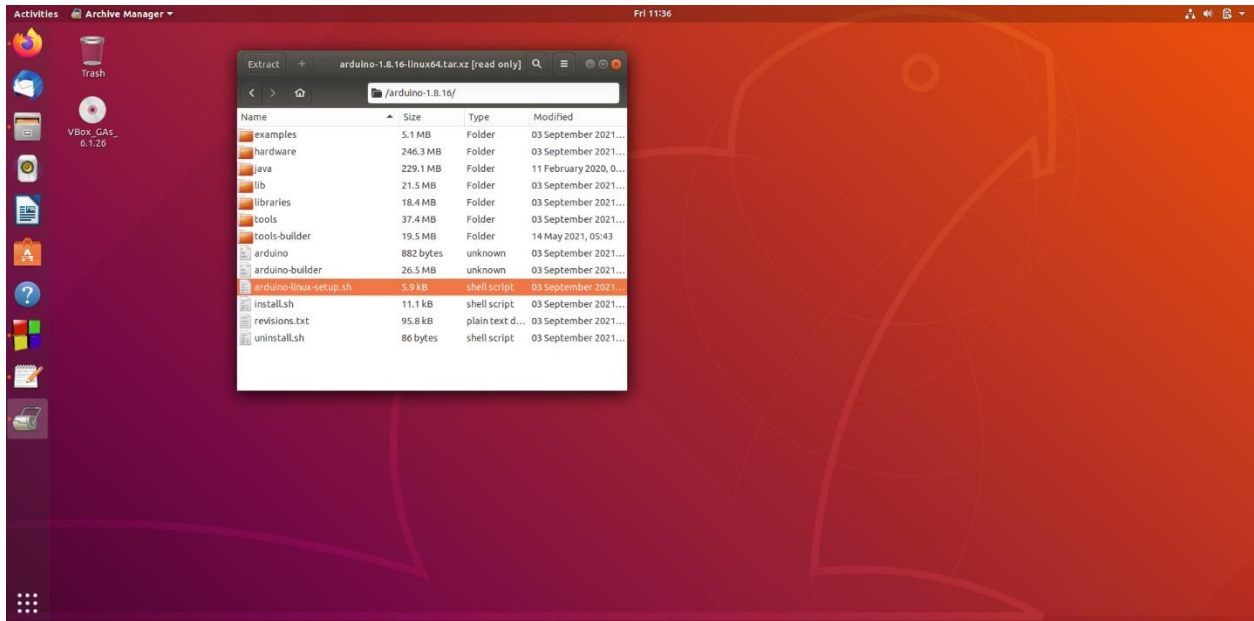 Activities Archive Manager Fri 11:36
Trash
VBox_GAs_
6.1.26
Extract + arduino-1.8.16-linux64.tar.xz [read only]
/arduino-1.8.16/
Name Size Type Modified
examples 5.1 MB Folder 03 September 2021...
hardware 246.3 MB Folder 03 September 2021...
java 229.1 MB Folder 11 February 2020, 0...
lib 21.5 MB Folder 03 September 2021...
libraries 18.4 MB Folder 03 September 2021...
tools 37.4 MB Folder 03 September 2021...
tools-builder 19.5 MB Folder 14 May 2021, 05:43
arduino 882 bytes unknown 03 September 2021...
arduino-builder 26.5 MB unknown 03 September 2021...
arduino-linux-setup.sh 5.9 kB shell script 03 September 2021...
install.sh 11.1 kB shell script 03 September 2021...
revisions.txt 95.8 kB plain text d... 03 September 2021...
uninstall.sh 86 bytes shell script 03 September 2021...